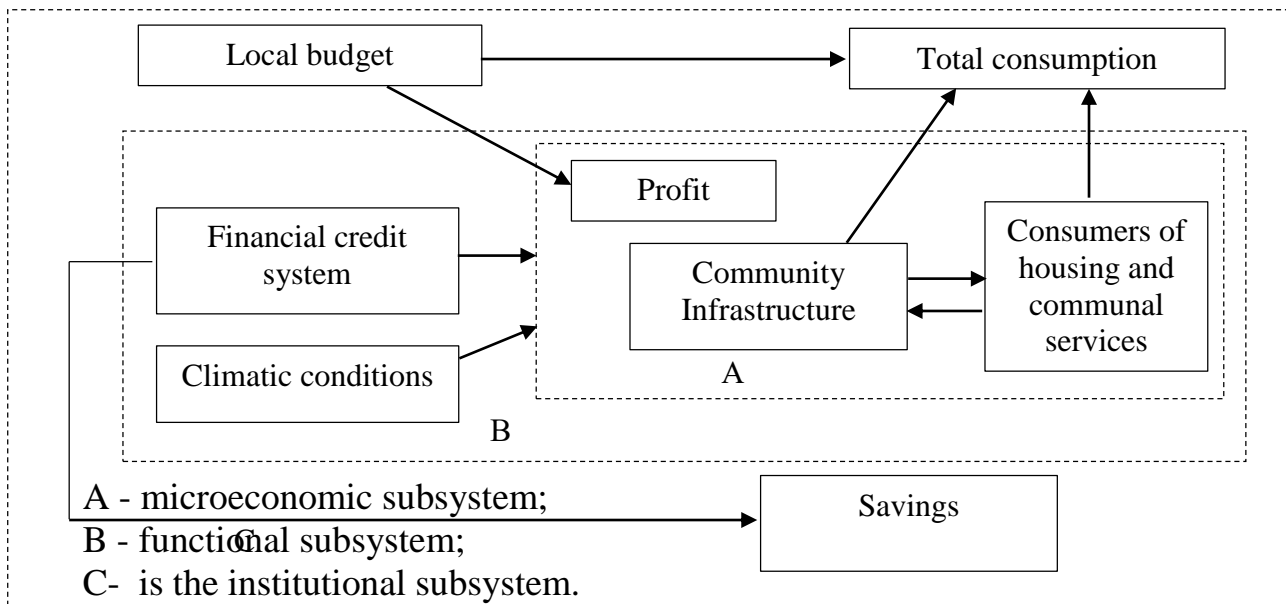 Local budget
Total consumption
Profit
Financial credit
system
Community
Infrastructure
Consumers of
housing and
communal
services
Climatic conditions
A
B
A - microeconomic subsystem;
Savings
B - functional subsystem;
C
C-  is the institutional subsystem.